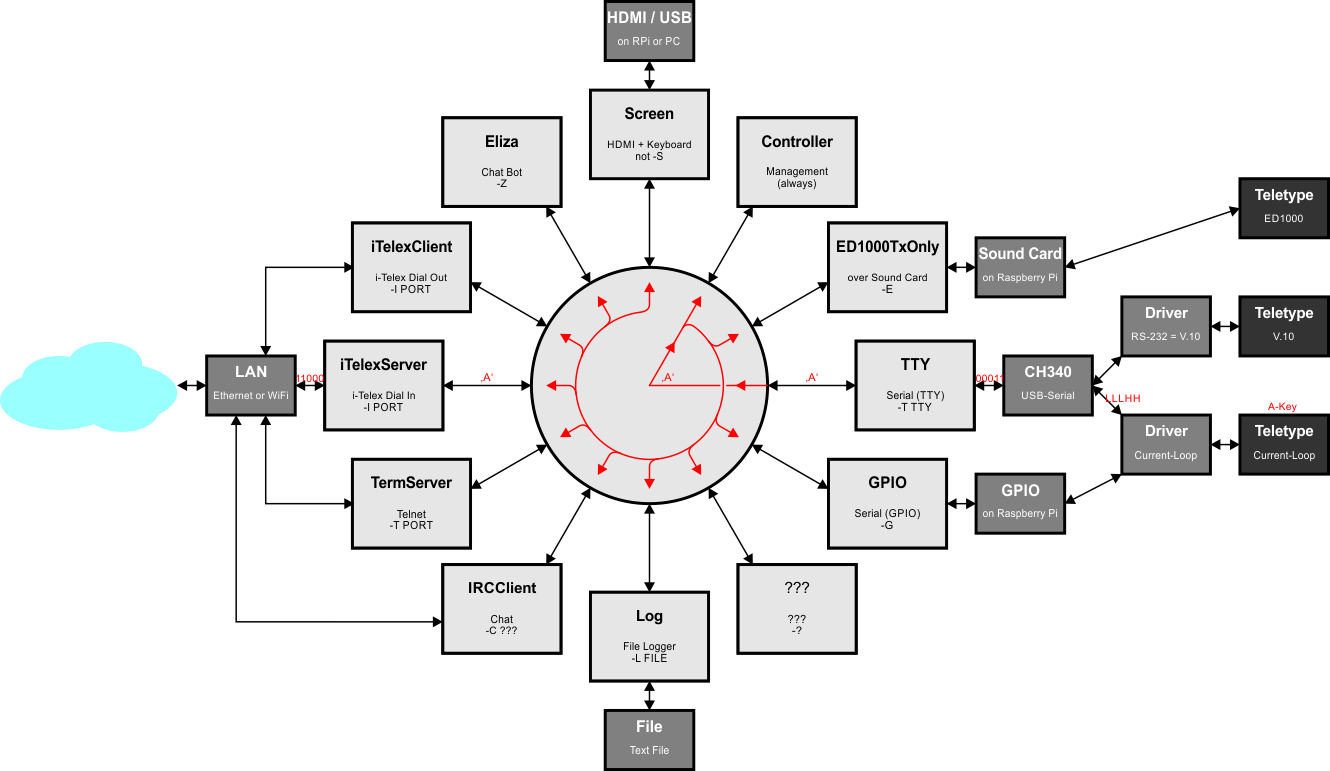 HDMI / USB
on RPi or PC
Screen
HDMI + Keyboard
not -S
Eliza
Chat Bot
-Z
Controller
Management
(always)
iTelexClient
i-Telex Dial Out
-I PORT
ED1000TxOnly
over Sound Card
-E
Sound Card
on Raspberry Pi
Teletype
ED1000
LAN
Ethernet or WiFi
11000
iTelexServer
i-Telex Dial In
-I PORT
‚A‘
‚A‘
‚A‘
TTY
Serial (TTY)
-T TTY
00011
CH340
USB-Serial
Driver
RS-232 = V.10
Teletype
V.10
LLLHH
Driver
Current-Loop
A-Key
Teletype
Current-Loop
TermServer
Telnet
-T PORT
GPIO
Serial (GPIO)
-G
GPIO
on Raspberry Pi
IRCClient
Chat
-C ???
Log
File Logger
-L FILE
???
???
-?
File
Text File